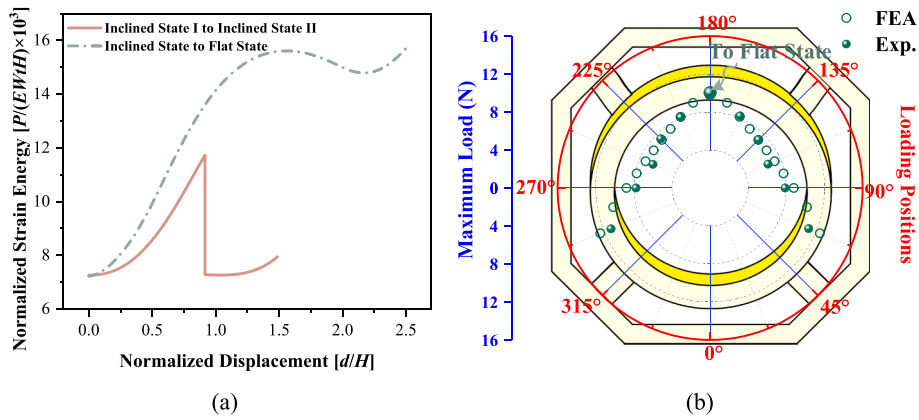 Normalized Strain Energy [P/(EWtH)×10³]
16
14
12
10
8
6
Inclined State I to Inclined State II
Inclined State to Flat State
0.0 0.5 1.0 1.5 2.0 2.5
Normalized Displacement [d/H]
(a)
Maximum Load (N)
16
12
8
4
0
4
8
12
16
180°
225°
135°
270°
90°
315°
45°
0°
To Flat State
FEA
Exp.
Loading Positions
(b)